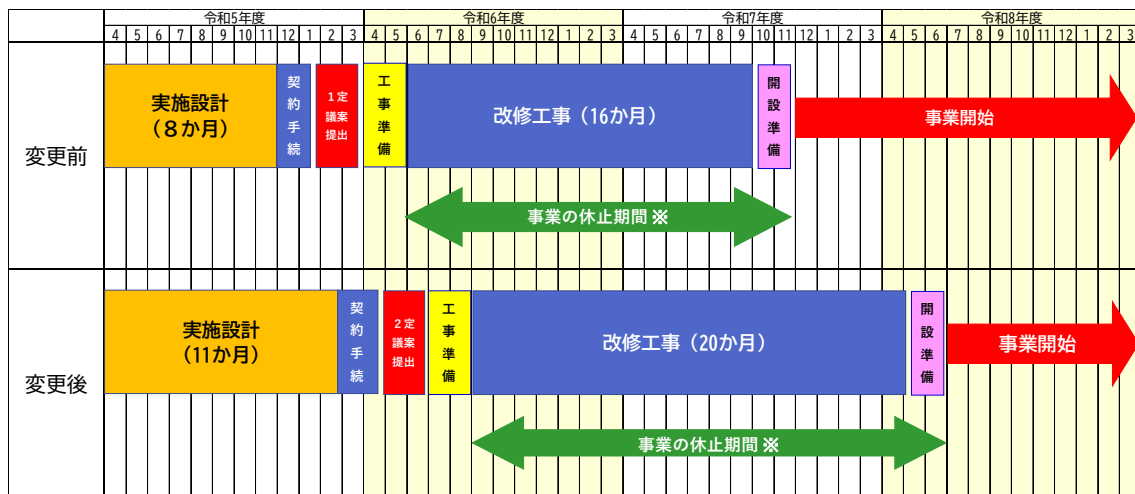 令和5年度 令和6年度 令和7年度 令和8年度
4 5 6 7 8 9 10 11 12 1 2 3 4 5 6 7 8 9 10 11 12 1 2 3 4 5 6 7 8 9 10 11 12 1 2 3 4 5 6 7 8 9 10 11 12 1 2 3
変更前
実施設計
(8か月)
契約手続
1定
議案
提出
工事準備
改修工事(16か月)
開設準備
事業開始
事業の休止期間※
変更後
実施設計
(11か月)
契約手続
2定
議案
提出
工事準備
改修工事(20か月)
開設準備
事業開始
事業の休止期間※